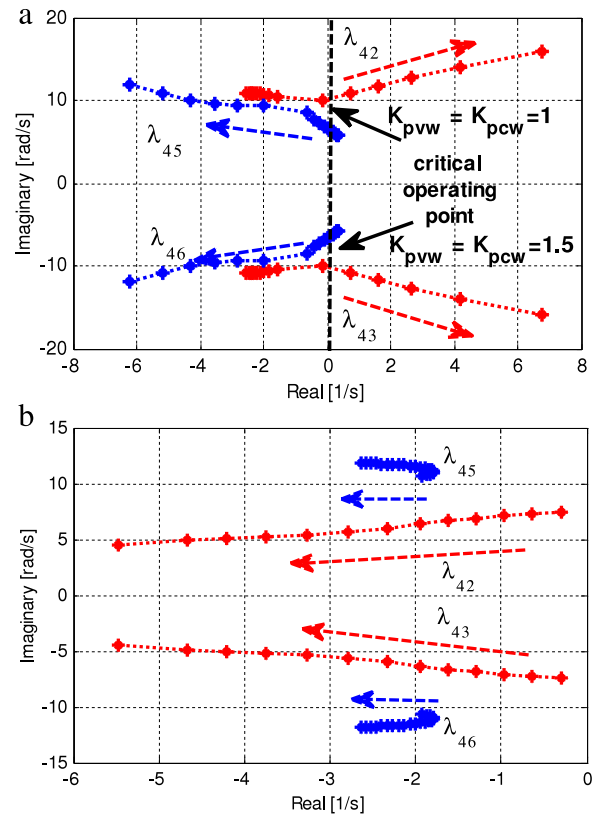 a
20
10
0
-10
-20
Imaginary [rad/s]
λ42
Kpvw = Kpcw=1
λ45
critical
operating
point
λ46
Kpvw = Kpcw=1.5
λ43
-8 -6 -4 -2 0 2 4 6 8
Real [1/s]
b
15
10
5
0
-5
-10
-15
Imaginary [rad/s]
λ45
λ42
λ43
λ46
-6 -5 -4 -3 -2 -1 0
Real [1/s]